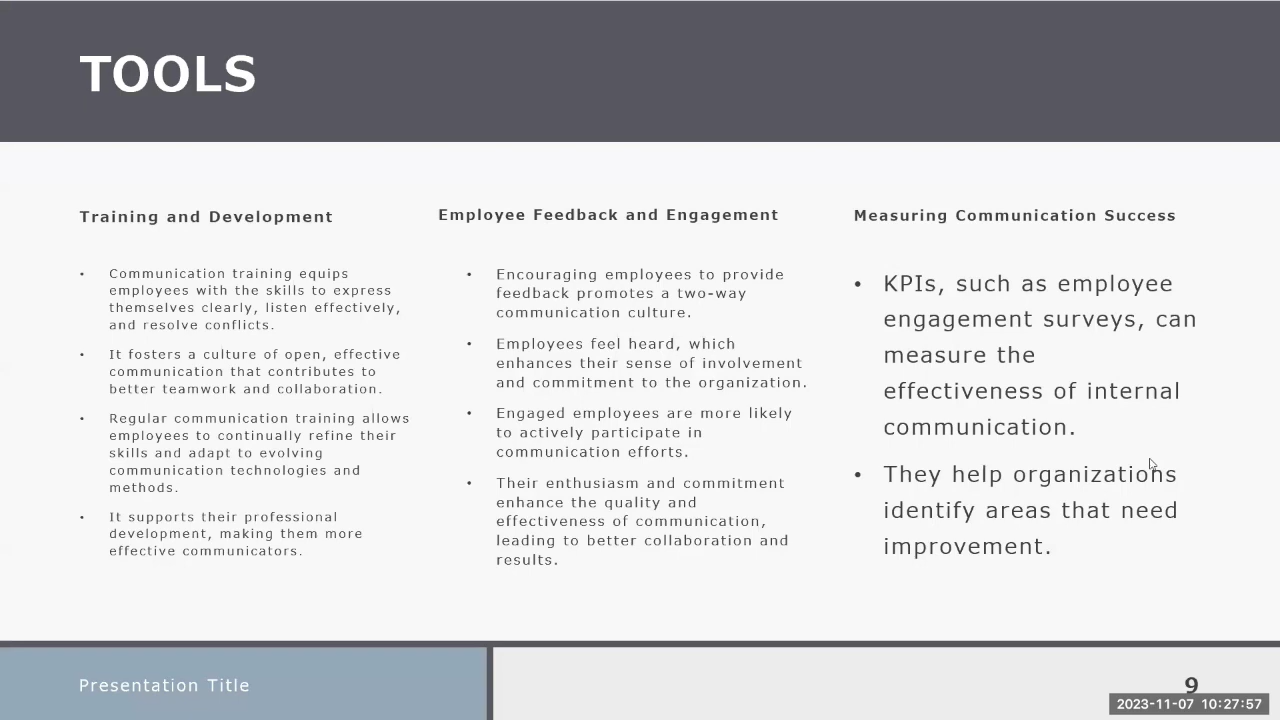 TOOLS
Training and Development
• Communication training equips
employees with the skills to express
themselves clearly, listen effectively,
and resolve conflicts.
• It fosters a culture of open, effective
communication that contributes to
better teamwork and collaboration.
• Regular communication training allows
employees to continually refine their
skills and adapt to evolving
communication technologies and
methods.
• It supports their professional
development, making them more
effective communicators.
Employee Feedback and Engagement
• Encouraging employees to provide
feedback promotes a two-way
communication culture.
• Employees feel heard, which
enhances their sense of involvement
and commitment to the organization.
• Engaged employees are more likely
to actively participate in
communication efforts.
• Their enthusiasm and commitment
enhance the quality and
effectiveness of communication,
leading to better collaboration and
results.
Measuring Communication Success
• KPIs, such as employee
engagement surveys, can
measure the
effectiveness of internal
communication.
• They help organizations
identify areas that need
improvement.
Presentation Title
9
2023-11-07 10:27:57